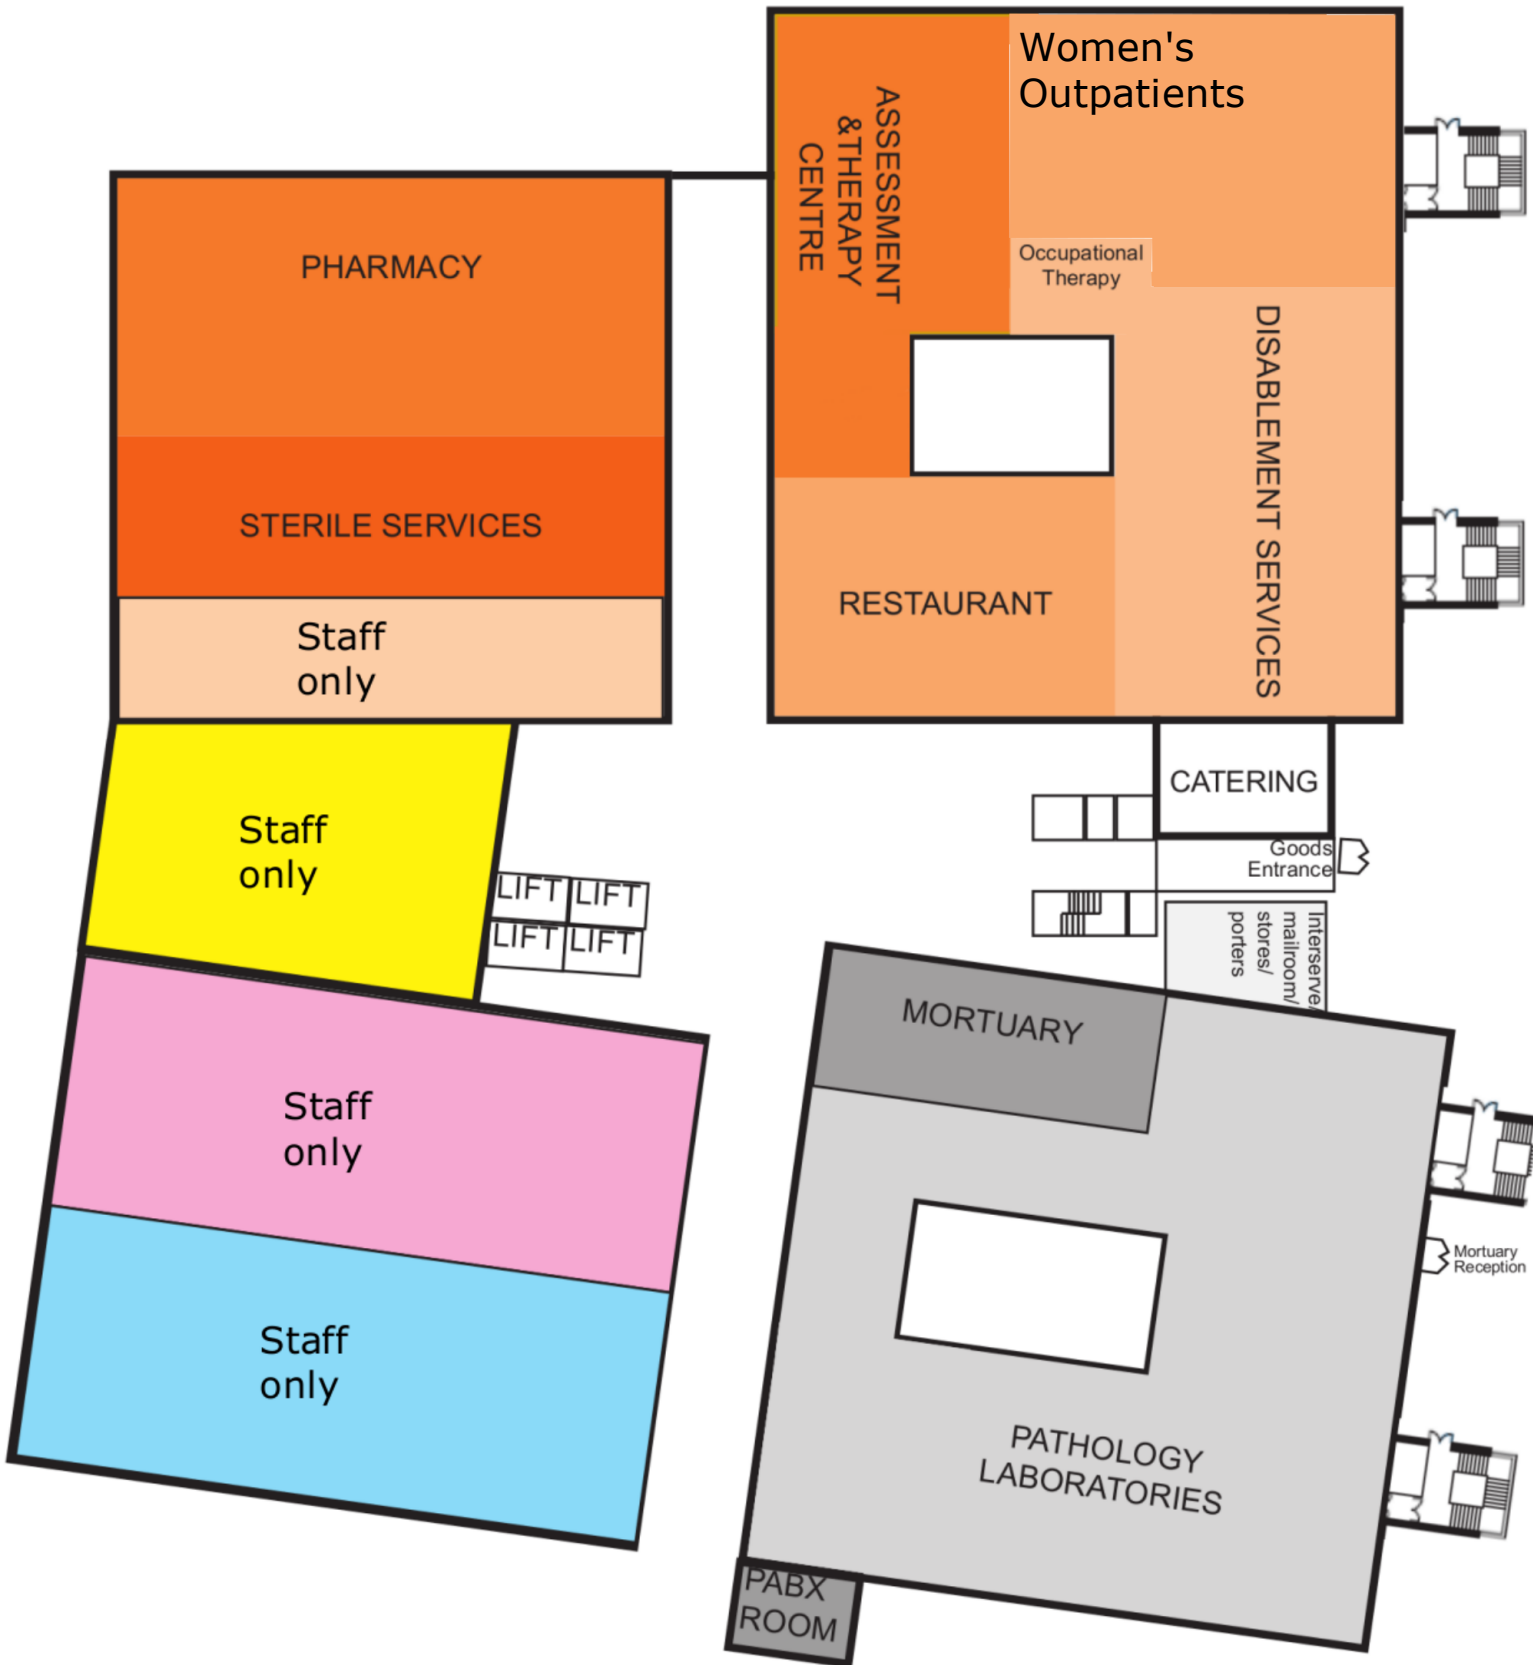 Women's
Outpatients
ASSESSMENT
&THERAPY
CENTRE
PHARMACY
Occupational
Therapy
DISABLEMENT SERVICES
STERILE SERVICES
RESTAURANT
Staff
only
CATERING
Staff
only
Goods
Entrance
LIFT LIFT
LIFT LIFT
Interserve/
mailroom/
stores/
porters
MORTUARY
Staff
only
Mortuary
Reception
Staff
only
PATHOLOGY
LABORATORIES
PABX
ROOM